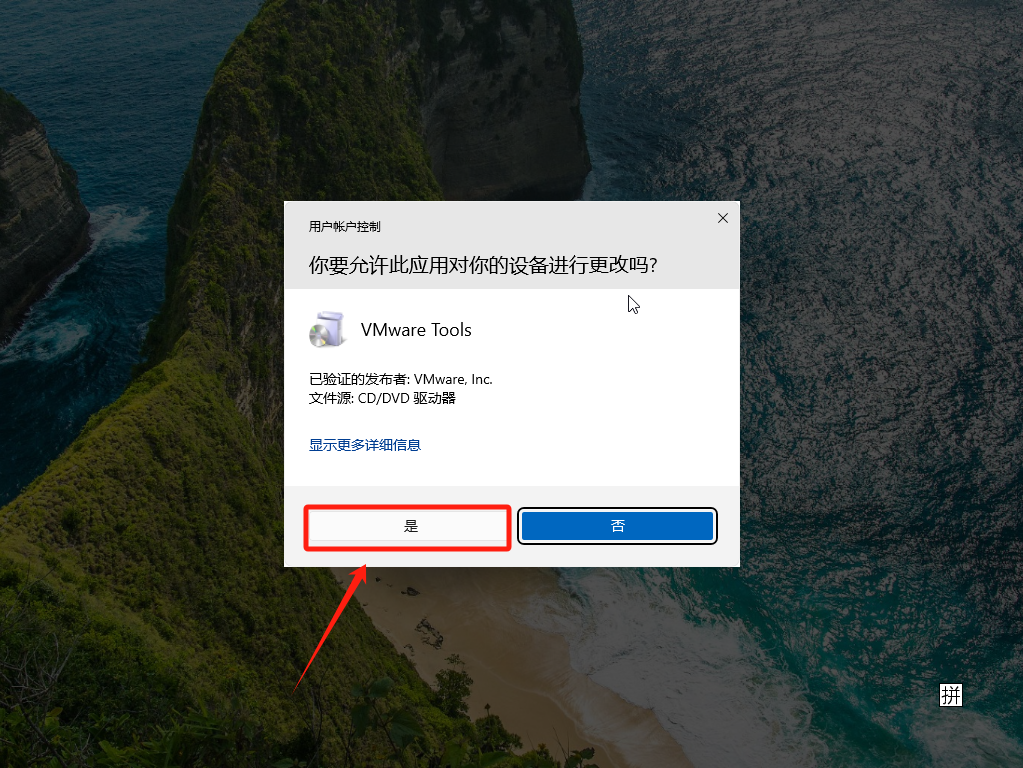 用户帐户控制
你要允许此应用对你的设备进行更改吗?
VMware Tools
已验证的发布者: VMware, Inc.
文件源: CD/DVD 驱动器
显示更多详细信息
是
否
拼